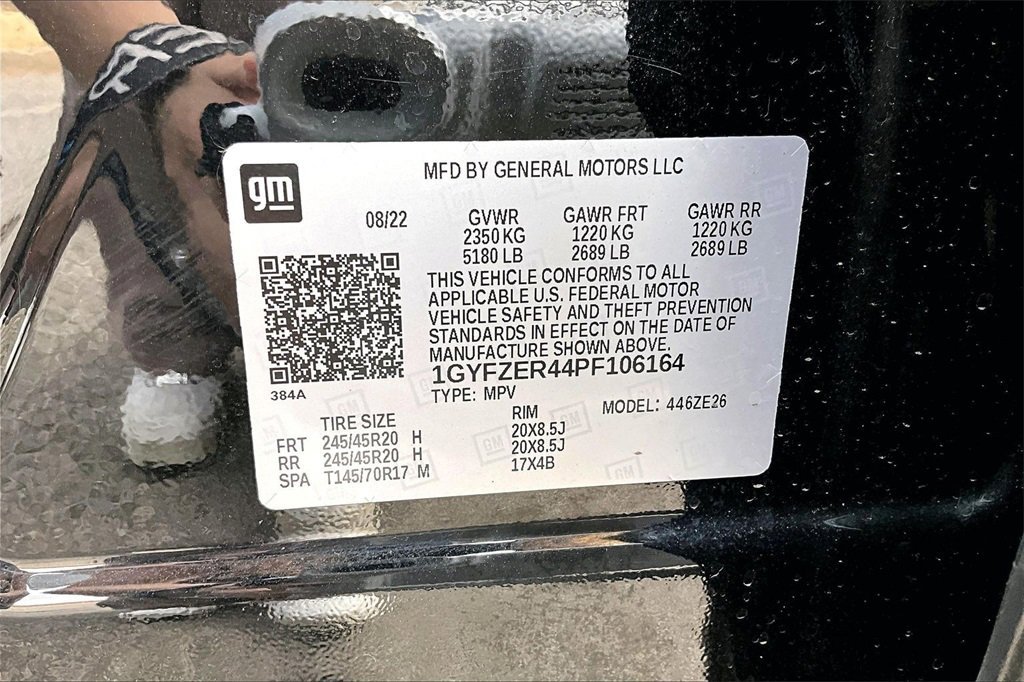 gm
MFD BY GENERAL MOTORS LLC
08/22 GVWR GAWR FRT GAWR RR
2350 KG 1220 KG 1220 KG
5180 LB 2689 LB 2689 LB
THIS VEHICLE CONFORMS TO ALL
APPLICABLE U.S. FEDERAL MOTOR
VEHICLE SAFETY AND THEFT PREVENTION
STANDARDS IN EFFECT ON THE DATE OF
MANUFACTURE SHOWN ABOVE.
1GYFZER44PF106164
384A
TYPE: MPV
MODEL: 446ZE26
TIRE SIZE RIM
FRT 245/45R20 H 20X8.5J
RR 245/45R20 H 20X8.5J
SPA T145/70R17 M 17X4B